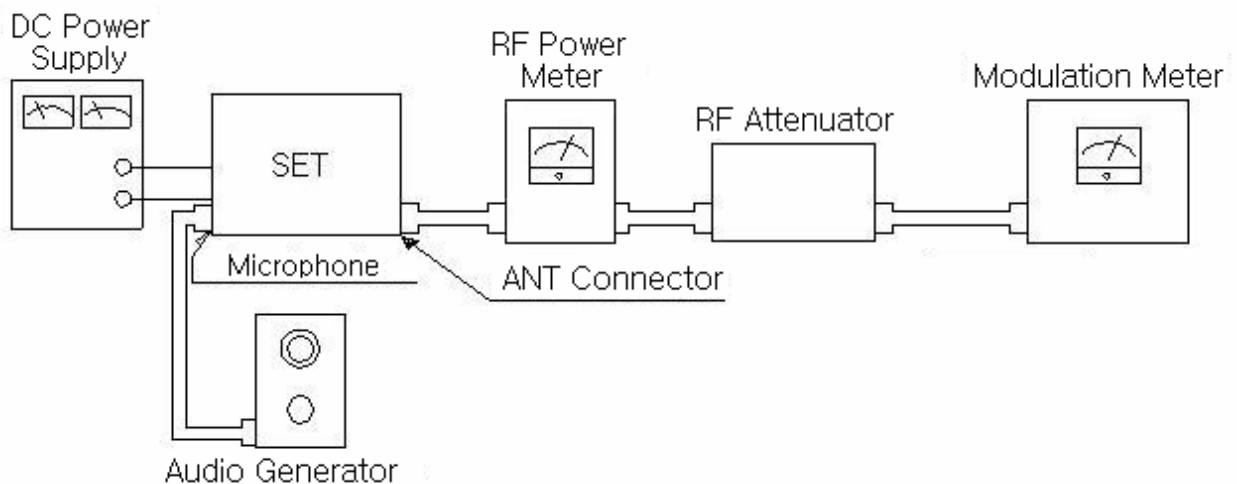 DC Power
Supply
RF Power
Meter
Modulation Meter
RF Attenuator
SET
Microphone
ANT Connector
Audio Generator